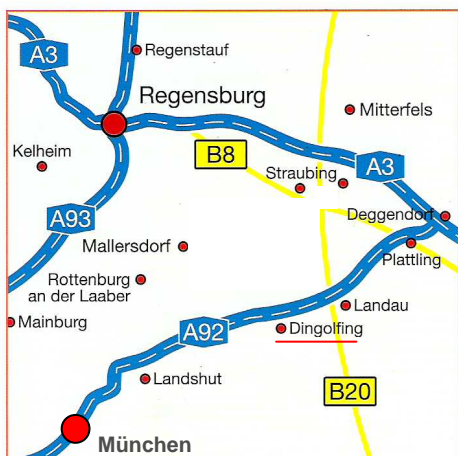 A3
Regenstauf
Regensburg
Mitterfels
B8
Kelheim
Straubing
A3
A93
Deggendorf
Mallersdorf
Plattling
Rottenburg
an der Laaber
Landau
Mainburg
A92
Dingolfing
Landshut
B20
München